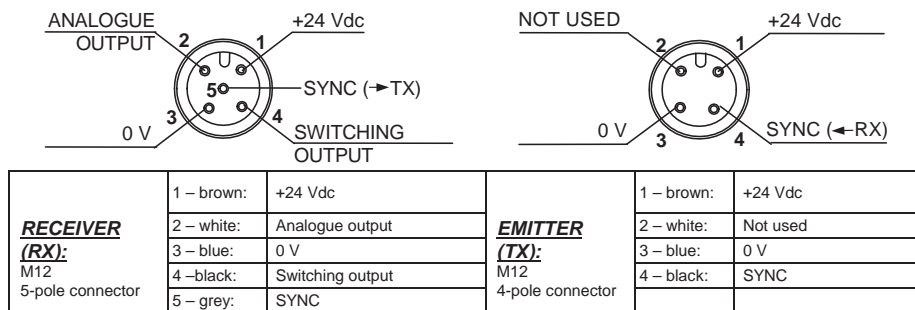 ANALOGUE
OUTPUT
2
1
+24 Vdc
5
SYNC (→TX)
3
4
0 V
SWITCHING
OUTPUT
NOT USED
2
1
+24 Vdc
0 V
3
4
SYNC (←RX)
RECEIVER
(RX):
M12
5-pole connector
1 – brown: +24 Vdc
2 – white: Analogue output
3 – blue: 0 V
4 –black: Switching output
5 – grey: SYNC
EMITTER
(TX):
M12
4-pole connector
1 – brown: +24 Vdc
2 – white: Not used
3 – blue: 0 V
4 – black: SYNC